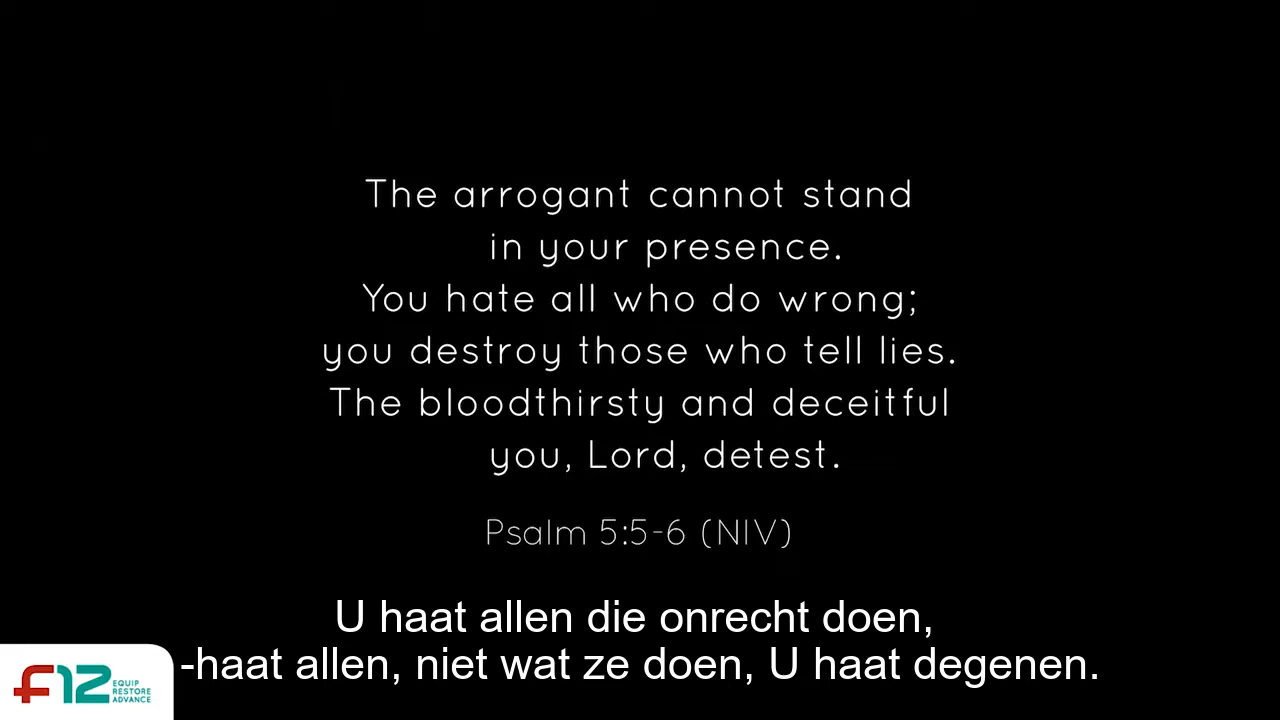 The arrogant cannot stand
in your presence.
You hate all who do wrong;
you destroy those who tell lies.
The bloodthirsty and deceitful
you, Lord, detest.
Psalm 5:5-6 (NIV)
U haat allen die onrecht doen,
-haat allen, niet wat ze doen, U haat degenen.
F12
EQUIP
RESTORE
ADVANCE